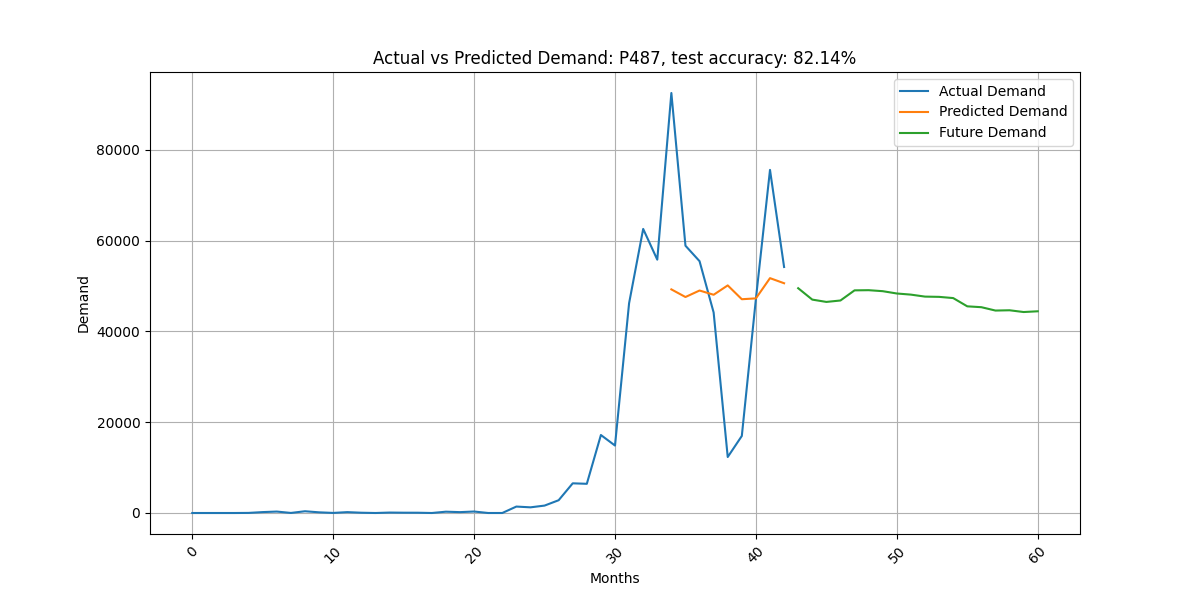 Actual vs Predicted Demand: P487, test accuracy: 82.14%
Actual Demand
Predicted Demand
Future Demand
Demand
80000
60000
40000
20000
0
0
10
20
30
40
50
60
Months